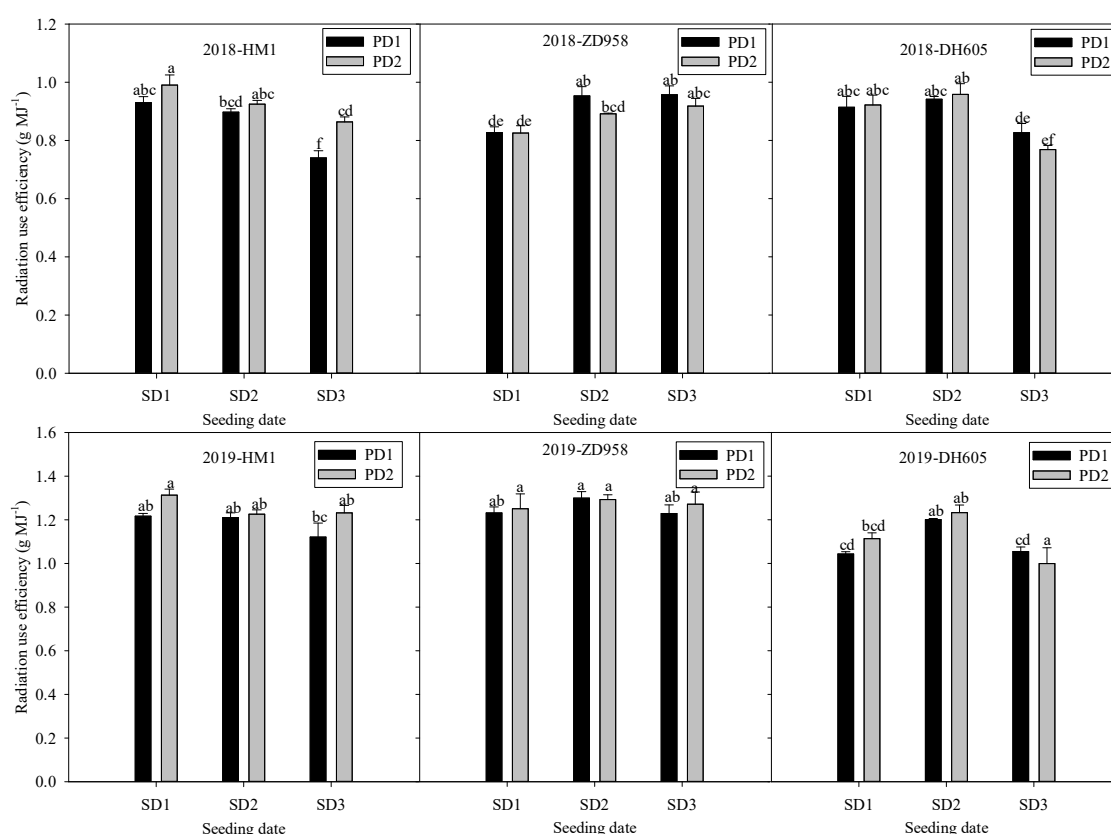 1.2
1.0
0.8
0.6
0.4
0.2
0.0
Radiation use efficiency (g MJ⁻¹)
2018-HM1
PD1
PD2
abc
a
bcd
abc
f
cd
SD1
SD2
SD3
Seeding date
2018-ZD958
PD1
PD2
de
de
ab
bcd
ab
abc
SD1
SD2
SD3
Seeding date
2018-DH605
PD1
PD2
abc
abc
abc
ab
de
ef
SD1
SD2
SD3
Seeding date
1.6
1.4
1.2
1.0
0.8
0.6
0.4
0.2
0.0
Radiation use efficiency (g MJ⁻¹)
2019-HM1
PD1
PD2
ab
a
ab
ab
bc
ab
SD1
SD2
SD3
Seeding date
2019-ZD958
PD1
PD2
ab
a
a
a
ab
a
SD1
SD2
SD3
Seeding date
2019-DH605
PD1
PD2
cd
bcd
ab
ab
cd
a
SD1
SD2
SD3
Seeding date